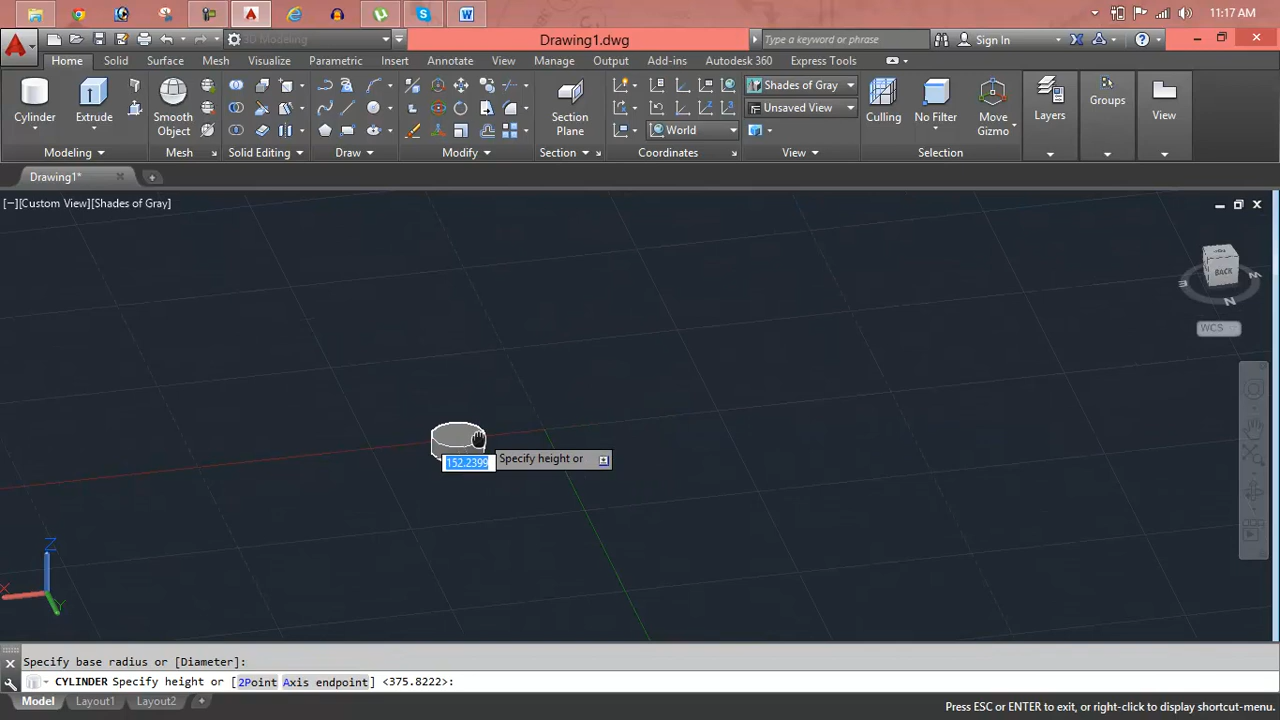 11:17 AM
3D Modeling
Drawing1.dwg
Type a keyword or phrase
Sign In
Home Solid Surface Mesh Visualize Parametric Insert Annotate View Manage Output Add-ins Autodesk 360 Express Tools
Cylinder
Extrude
Smooth
Object
Section
Plane
World
Shades of Gray
Unsaved View
Culling
No Filter
Move
Gizmo
Layers
Groups
View
Modeling
Mesh
Solid Editing
Draw
Modify
Section
Coordinates
View
Selection
Drawing1*
[−][Custom View][Shades of Gray]
BACK
N
WCS
152.2399
Specify height or
Z
X
Y
Specify base radius or [Diameter]:
CYLINDER Specify height or [2Point Axis endpoint] <375.8222>:
Model Layout1 Layout2
Press ESC or ENTER to exit, or right-click to display shortcut-menu.